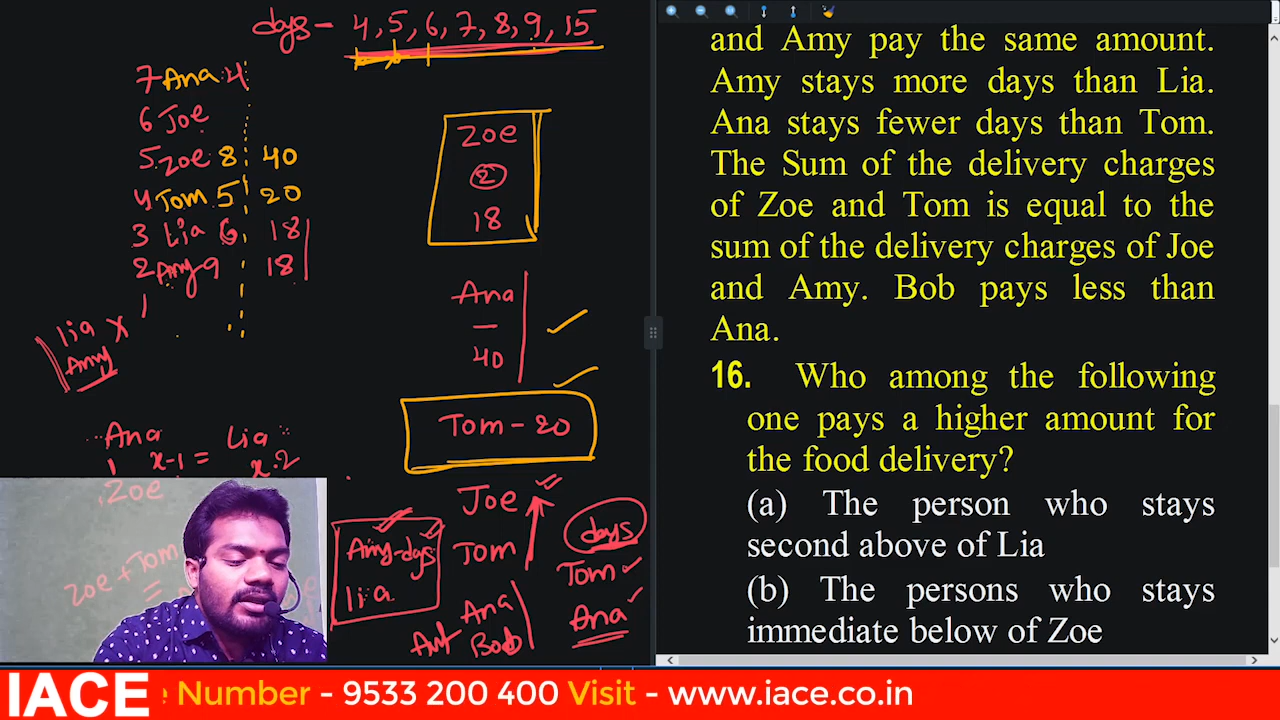 days - 4, 5, 6, 7, 8, 9, 15
7 Ana 4
6 Joe
5 Zoe 8 40
4 Tom 5 20
3 Lia 6 18
2 Amy 9 18
1
Lia x
Amy
Ana Lia
1 x-1 = x.2
Zoe
Zoe + Tom
=
Zoe
2
18
Ana
—
40
Tom - 20
Joe
Tom
Ana
Bob
Amy-days
Lia
days
Tom
Ana
and Amy pay the same amount.
Amy stays more days than Lia.
Ana stays fewer days than Tom.
The Sum of the delivery charges
of Zoe and Tom is equal to the
sum of the delivery charges of Joe
and Amy. Bob pays less than
Ana.
16. Who among the following
one pays a higher amount for
the food delivery?
(a) The person who stays
second above of Lia
(b) The persons who stays
immediate below of Zoe
IACE
e Number - 9533 200 400 Visit - www.iace.co.in